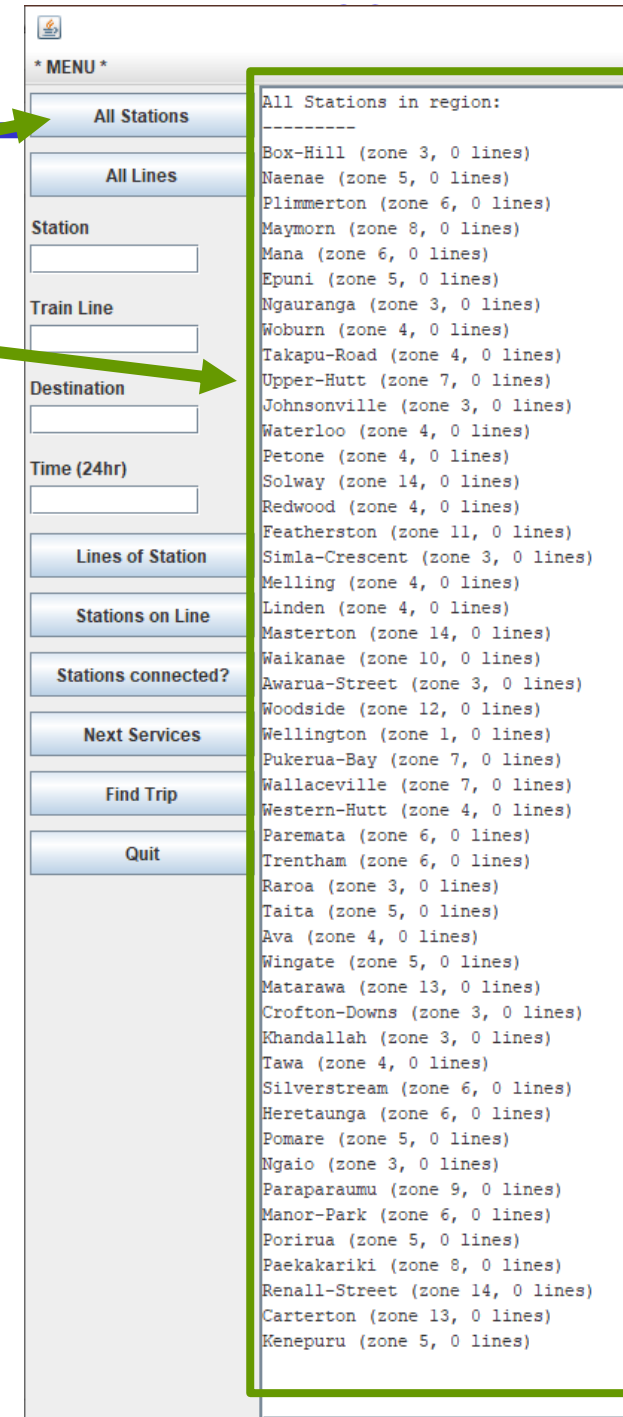 * MENU *
All Stations
All Lines
Station
Train Line
Destination
Time (24hr)
Lines of Station
Stations on Line
Stations connected?
Next Services
Find Trip
Quit
All Stations in region:
---------
Box-Hill (zone 3, 0 lines)
Naenae (zone 5, 0 lines)
Plimmerton (zone 6, 0 lines)
Maymorn (zone 8, 0 lines)
Mana (zone 6, 0 lines)
Epuni (zone 5, 0 lines)
Ngauranga (zone 3, 0 lines)
Woburn (zone 4, 0 lines)
Takapu-Road (zone 4, 0 lines)
Upper-Hutt (zone 7, 0 lines)
Johnsonville (zone 3, 0 lines)
Waterloo (zone 4, 0 lines)
Petone (zone 4, 0 lines)
Solway (zone 14, 0 lines)
Redwood (zone 4, 0 lines)
Featherston (zone 11, 0 lines)
Simla-Crescent (zone 3, 0 lines)
Melling (zone 4, 0 lines)
Linden (zone 4, 0 lines)
Masterton (zone 14, 0 lines)
Waikanae (zone 10, 0 lines)
Awarua-Street (zone 3, 0 lines)
Woodside (zone 12, 0 lines)
Wellington (zone 1, 0 lines)
Pukerua-Bay (zone 7, 0 lines)
Wallaceville (zone 7, 0 lines)
Western-Hutt (zone 4, 0 lines)
Paremata (zone 6, 0 lines)
Trentham (zone 6, 0 lines)
Raroa (zone 3, 0 lines)
Taita (zone 5, 0 lines)
Ava (zone 4, 0 lines)
Wingate (zone 5, 0 lines)
Matarawa (zone 13, 0 lines)
Crofton-Downs (zone 3, 0 lines)
Khandallah (zone 3, 0 lines)
Tawa (zone 4, 0 lines)
Silverstream (zone 6, 0 lines)
Heretaunga (zone 6, 0 lines)
Pomare (zone 5, 0 lines)
Ngaio (zone 3, 0 lines)
Paraparaumu (zone 9, 0 lines)
Manor-Park (zone 6, 0 lines)
Porirua (zone 5, 0 lines)
Paekakariki (zone 8, 0 lines)
Renall-Street (zone 14, 0 lines)
Carterton (zone 13, 0 lines)
Kenepuru (zone 5, 0 lines)